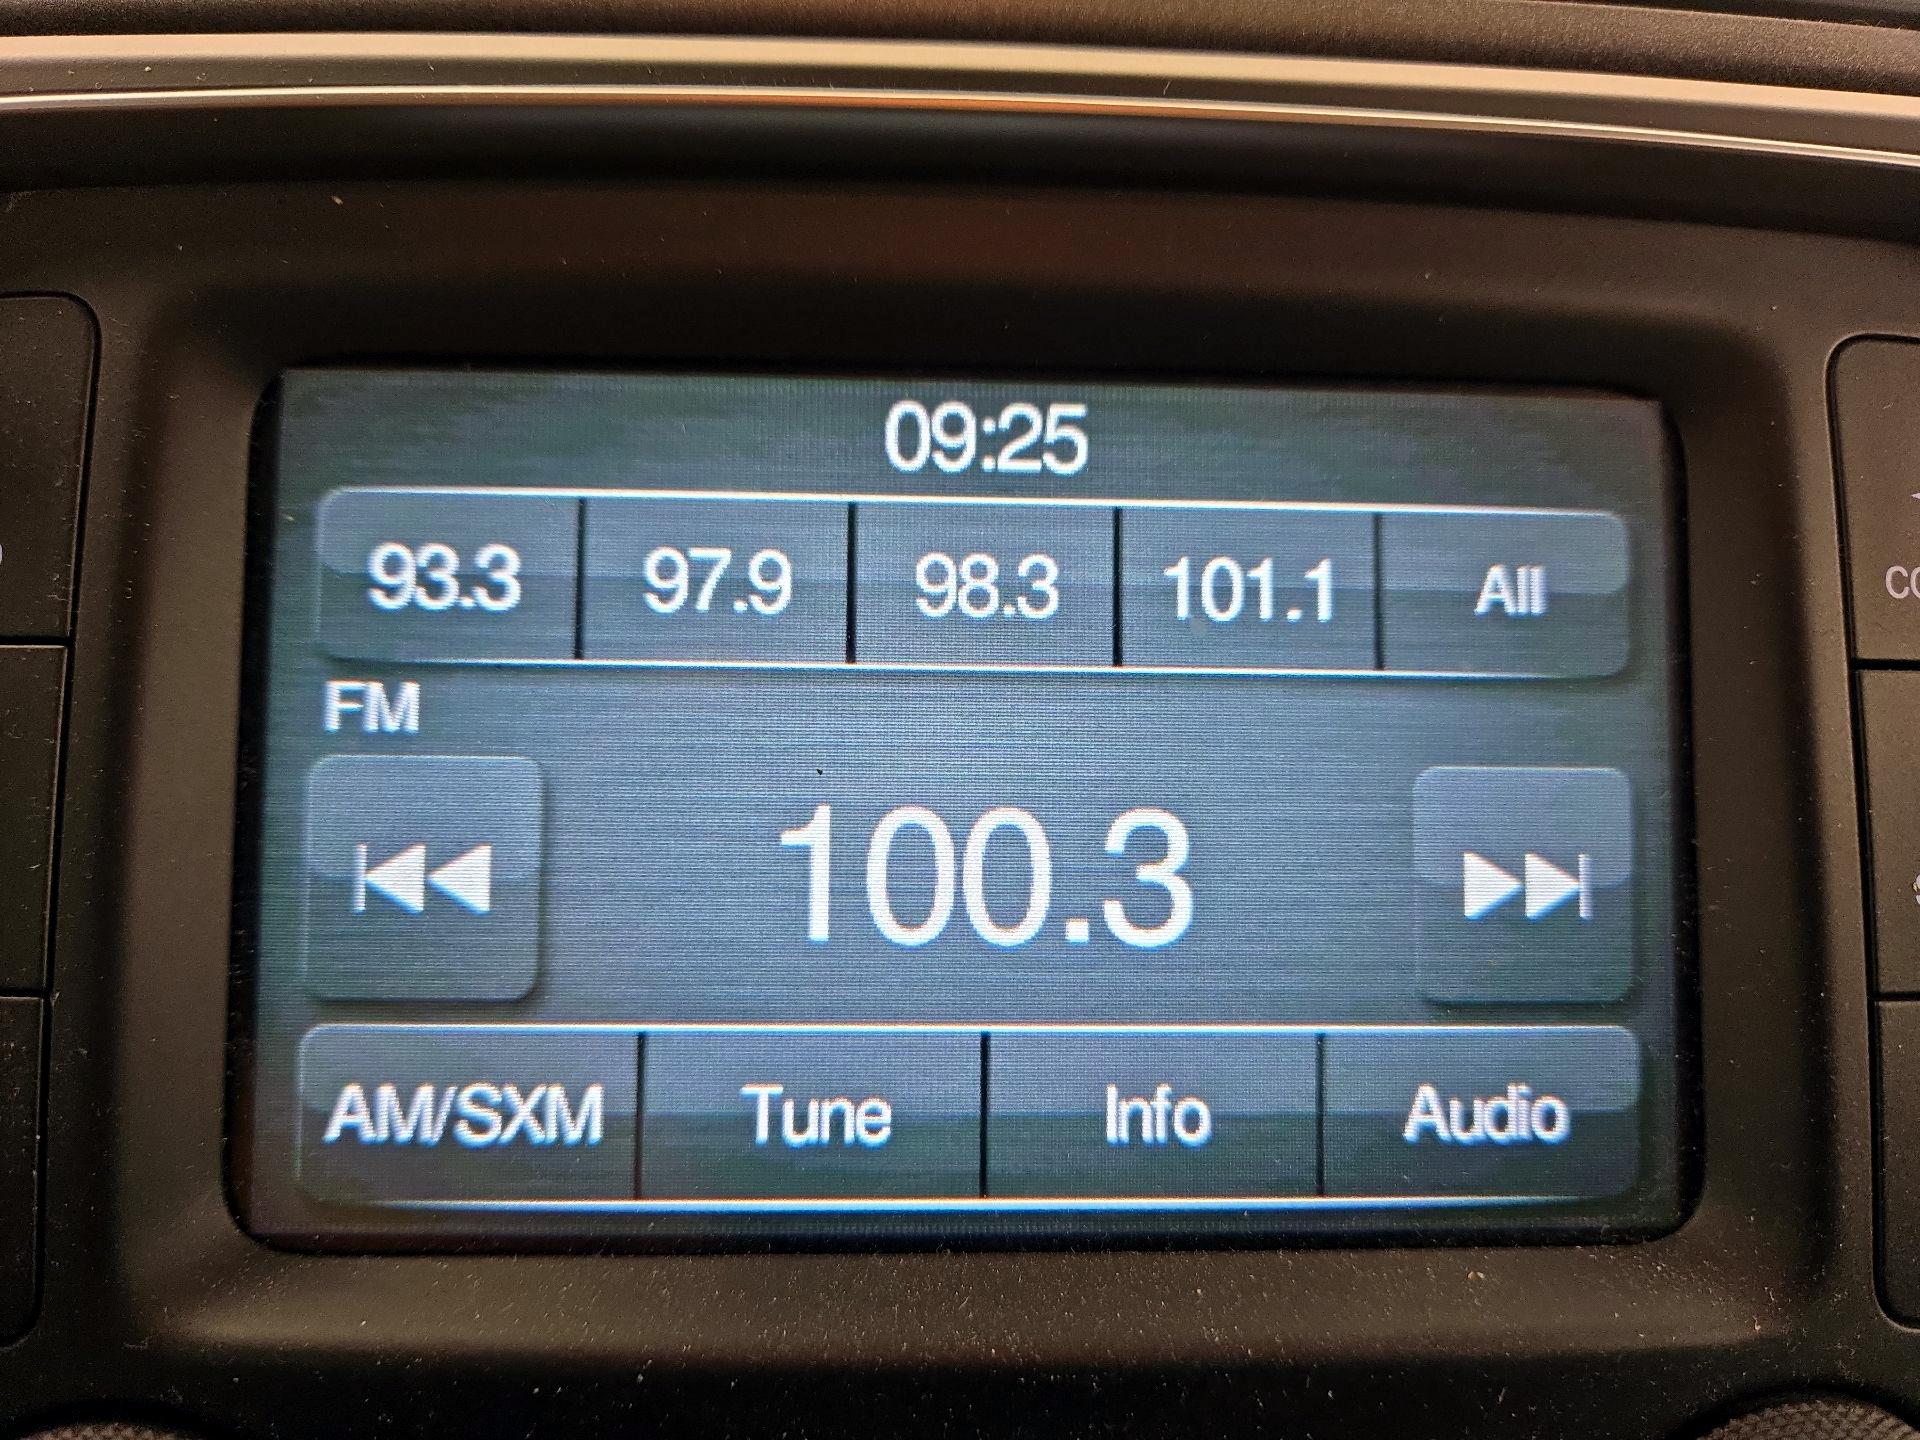 09:25
93.3 97.9 98.3 101.1 All
FM
100.3
AM/SXM Tune Info Audio